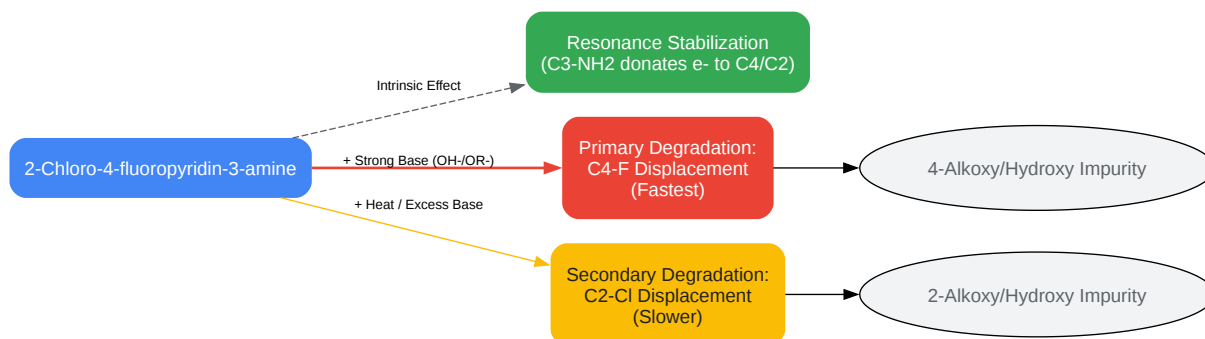 Resonance Stabilization
(C3-NH2 donates e- to C4/C2)
Intrinsic Effect
2-Chloro-4-fluoropyridin-3-amine
+ Strong Base (OH-/OR-)
Primary Degradation:
C4-F Displacement
(Fastest)
4-Alkoxy/Hydroxy Impurity
+ Heat / Excess Base
Secondary Degradation:
C2-Cl Displacement
(Slower)
2-Alkoxy/Hydroxy Impurity